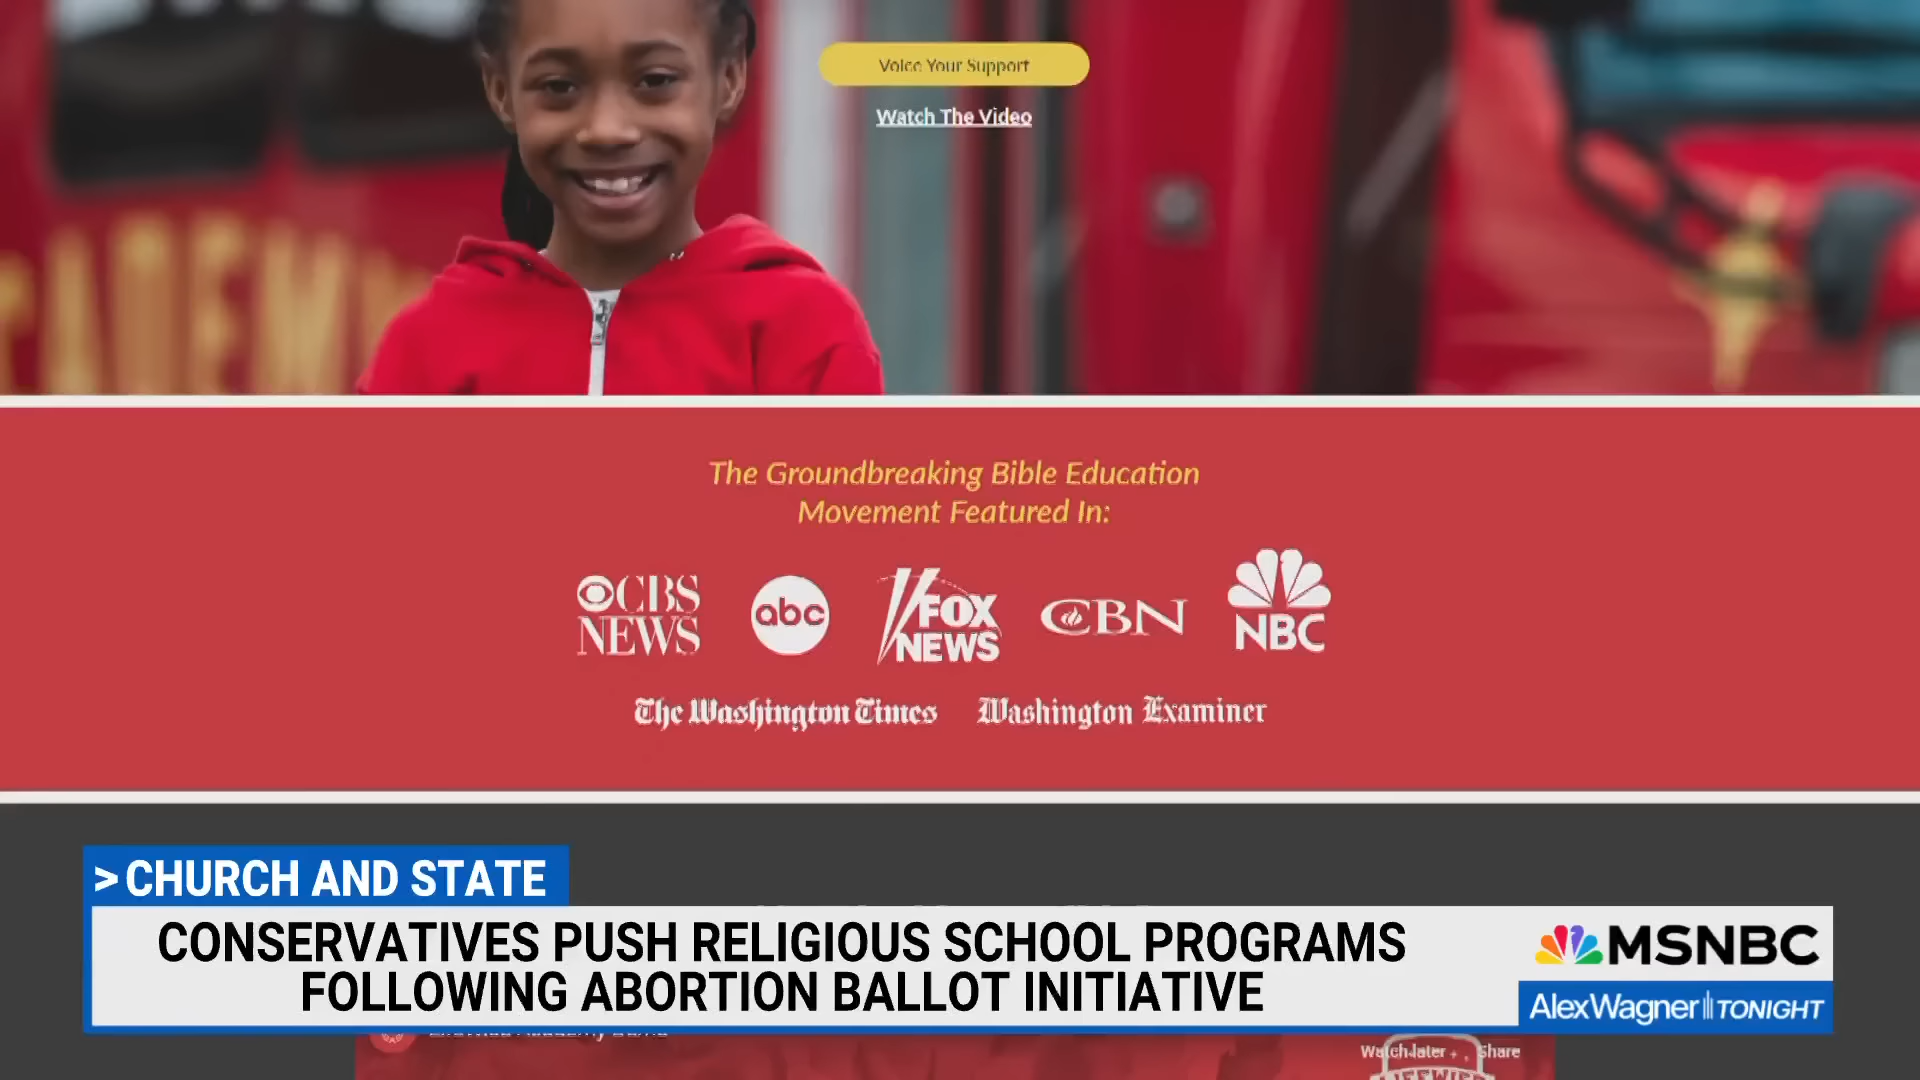 Voice Your Support
Watch The Video
The Groundbreaking Bible Education
Movement Featured In:
CBS
NEWS
abc
FOX
NEWS
CBN
NBC
The Washington Times
Washington Examiner
>CHURCH AND STATE
CONSERVATIVES PUSH RELIGIOUS SCHOOL PROGRAMS
FOLLOWING ABORTION BALLOT INITIATIVE
MSNBC
AlexWagner TONIGHT
Watch later
Share